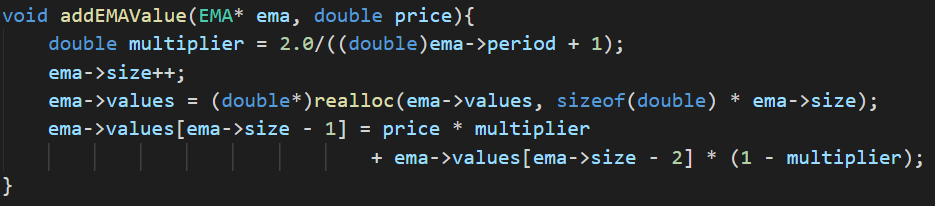 void addEMAValue(EMA* ema, double price){
    double multiplier = 2.0/((double)ema->period + 1);
    ema->size++;
    ema->values = (double*)realloc(ema->values, sizeof(double) * ema->size);
    ema->values[ema->size - 1] = price * multiplier
                                + ema->values[ema->size - 2] * (1 - multiplier);
}